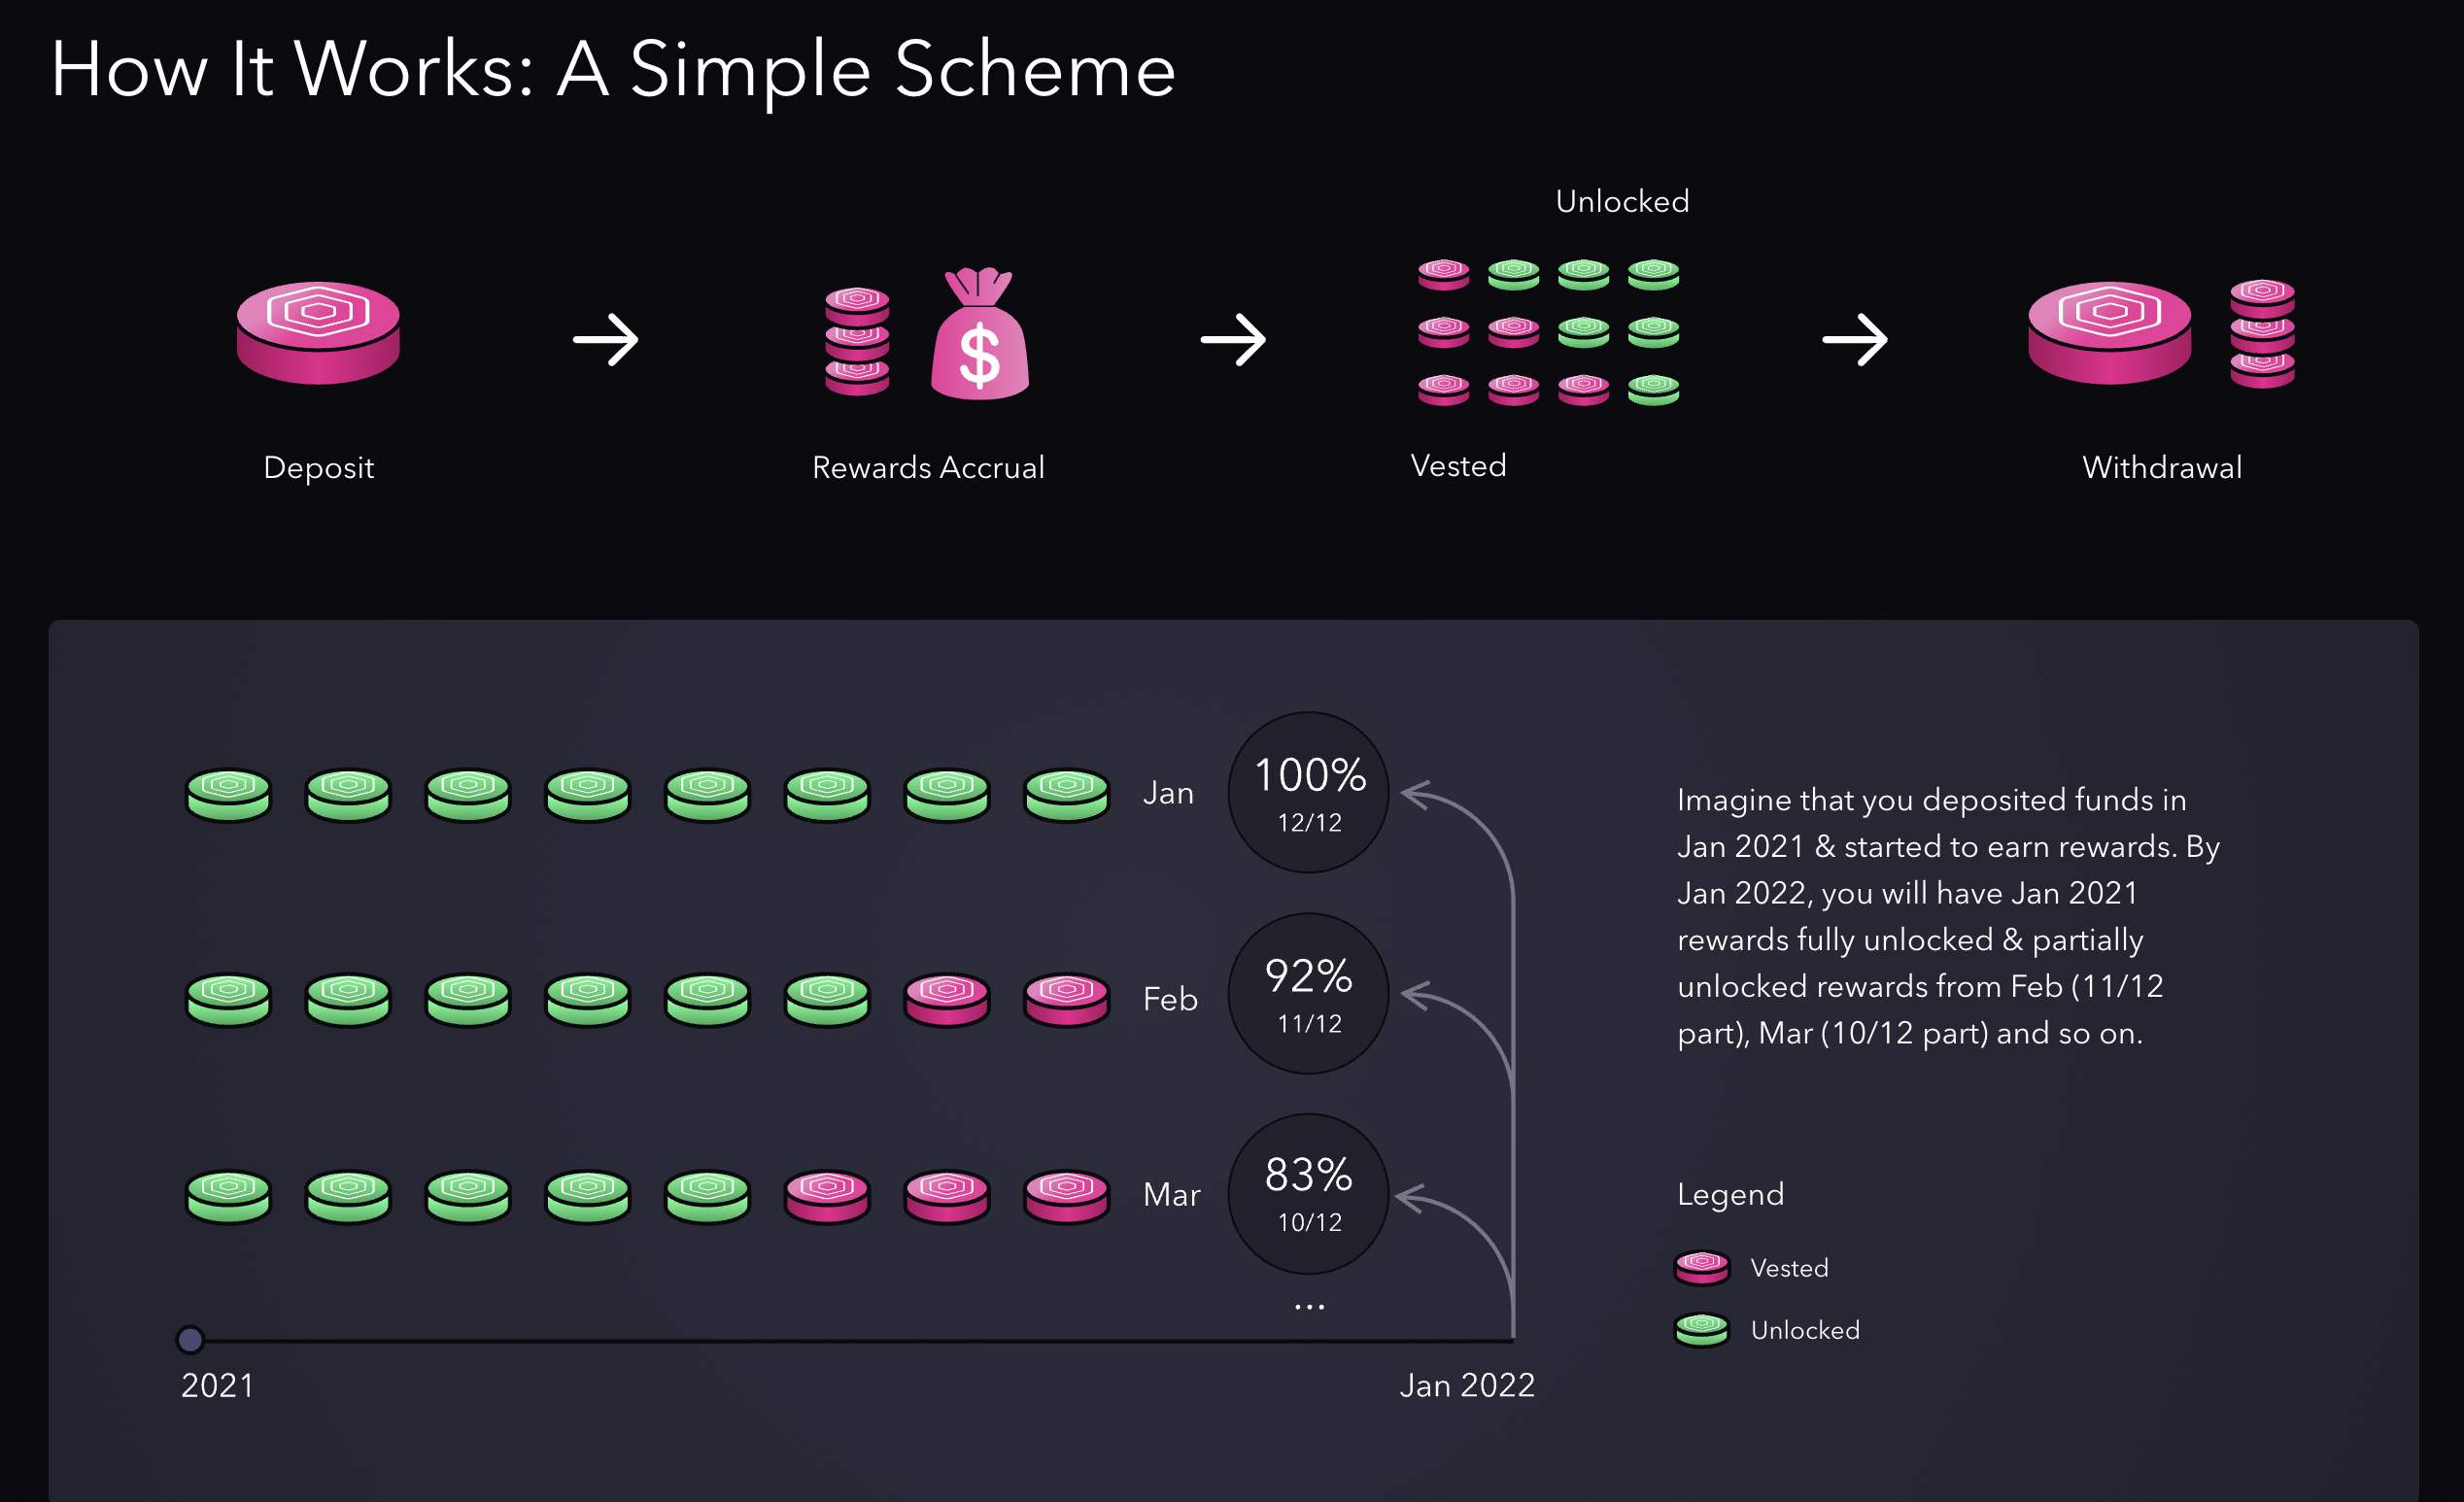 How It Works: A Simple Scheme
Unlocked
$
Deposit
Rewards Accrual
Vested
Withdrawal
Jan
100%
12/12
Feb
92%
11/12
Mar
83%
10/12
...
2021
Jan 2022
Imagine that you deposited funds in
Jan 2021 & started to earn rewards. By
Jan 2022, you will have Jan 2021
rewards fully unlocked & partially
unlocked rewards from Feb (11/12
part), Mar (10/12 part) and so on.
Legend
Vested
Unlocked